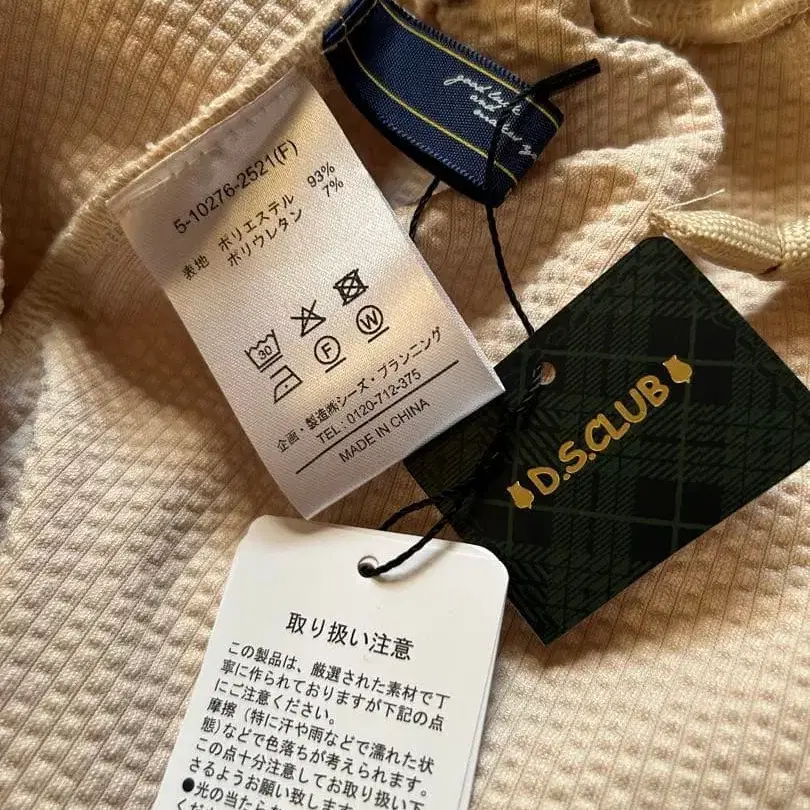 good luck
and
5-10276-2521(F)
表地 ポリエステル 93%
ポリウレタン 7%
30
F W
企画・製造㈱シーズ・プランニング
TEL : 0120-712-375
MADE IN CHINA
D.S.CLUB
取り扱い注意
この製品は、厳選された素材で丁
寧に作られておりますが下記の点
にご注意ください。
摩擦（特に汗や雨などで濡れた状
態)などで色落ちが考えられます。
この点十分注意してお取り扱い下
さるようお願い致します。
●光の当たらな